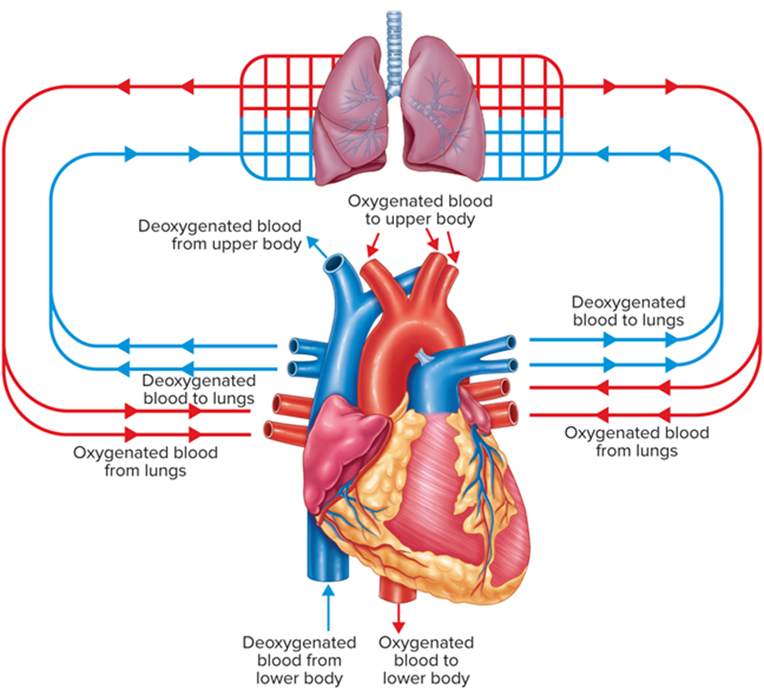 Oxygenated blood
to upper body
Deoxygenated blood
from upper body
Deoxygenated
blood to lungs
Deoxygenated
blood to lungs
Oxygenated blood
from lungs
Oxygenated blood
from lungs
Deoxygenated
blood from
lower body
Oxygenated
blood to
lower body